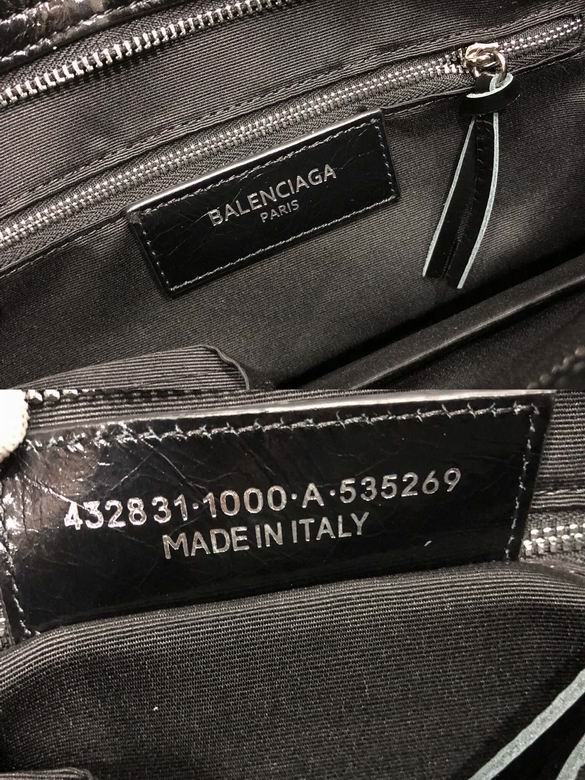 BALENCIAGA
PARIS
432831·1000·A·535269
MADE IN ITALY